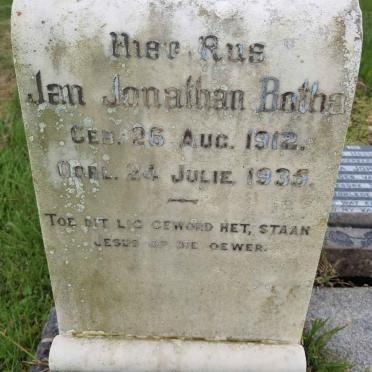 Hier Rus
Jan Jonathan Botha
GEB. 26 AUG. 1912.
OORL. 24 JULIE. 1935
TOE DIT LIG GEWORD HET, STAAN
JESUS OP DIE OEWER.